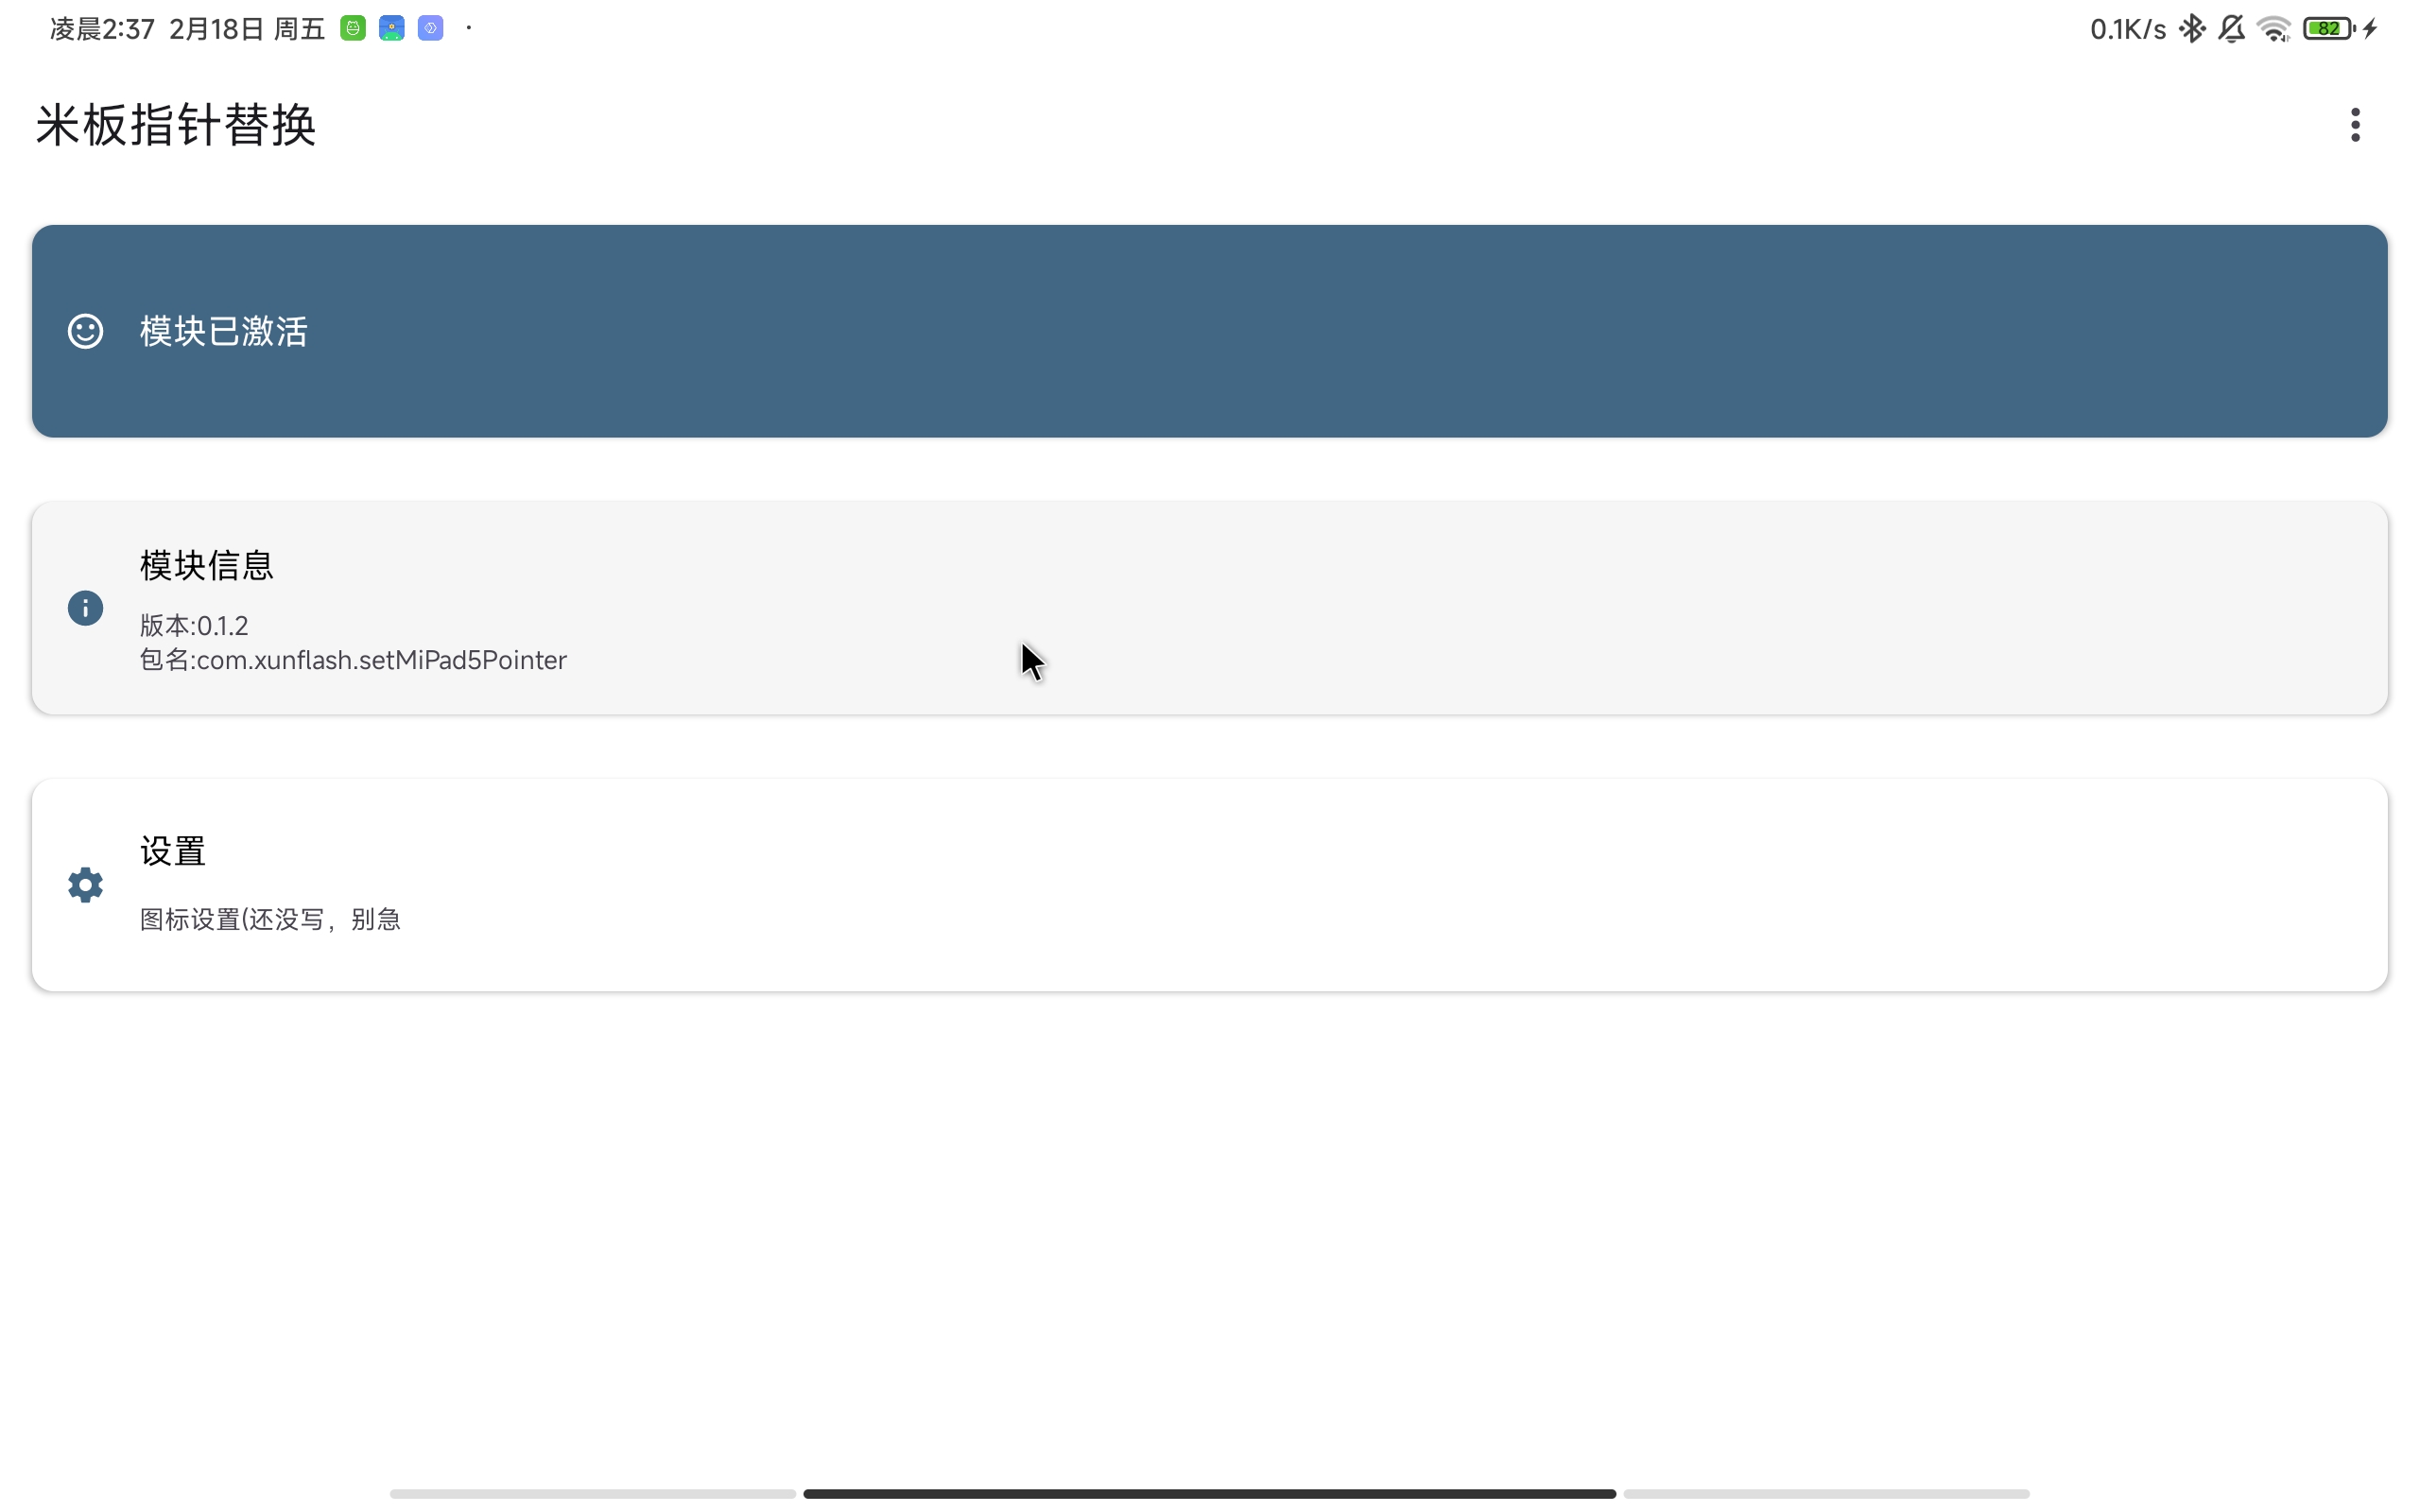 凌晨2:37 2月18日 周五
0.1K/s
82
米板指针替换
模块已激活
模块信息
版本:0.1.2
包名:com.xunflash.setMiPad5Pointer
设置
图标设置(还没写，别急